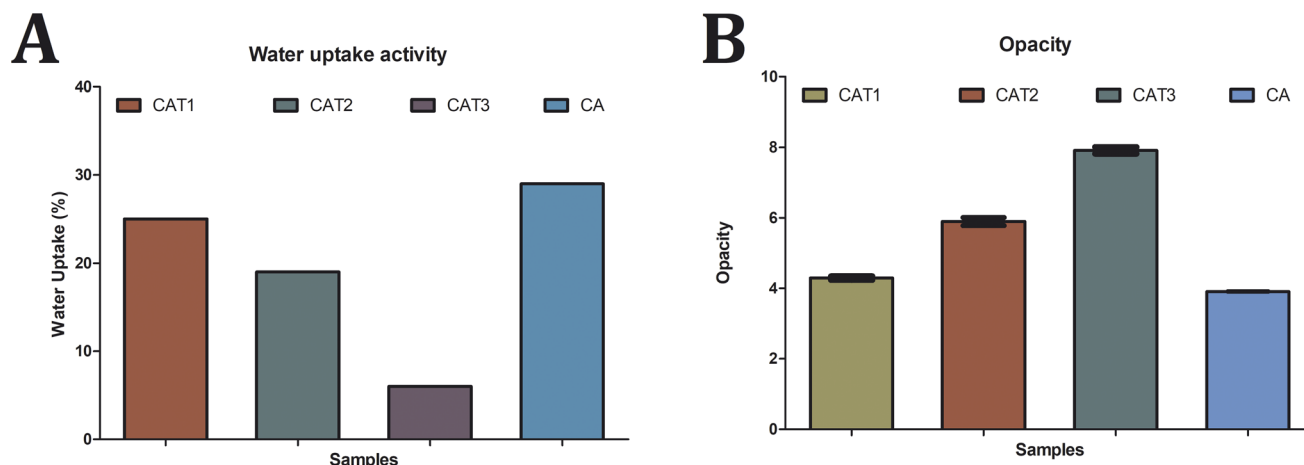 A
Water uptake activity
CAT1 CAT2 CAT3 CA
40
30
20
10
0
Water Uptake (%)
Samples
B
Opacity
CAT1 CAT2 CAT3 CA
10
8
6
4
2
0
Opacity
Samples